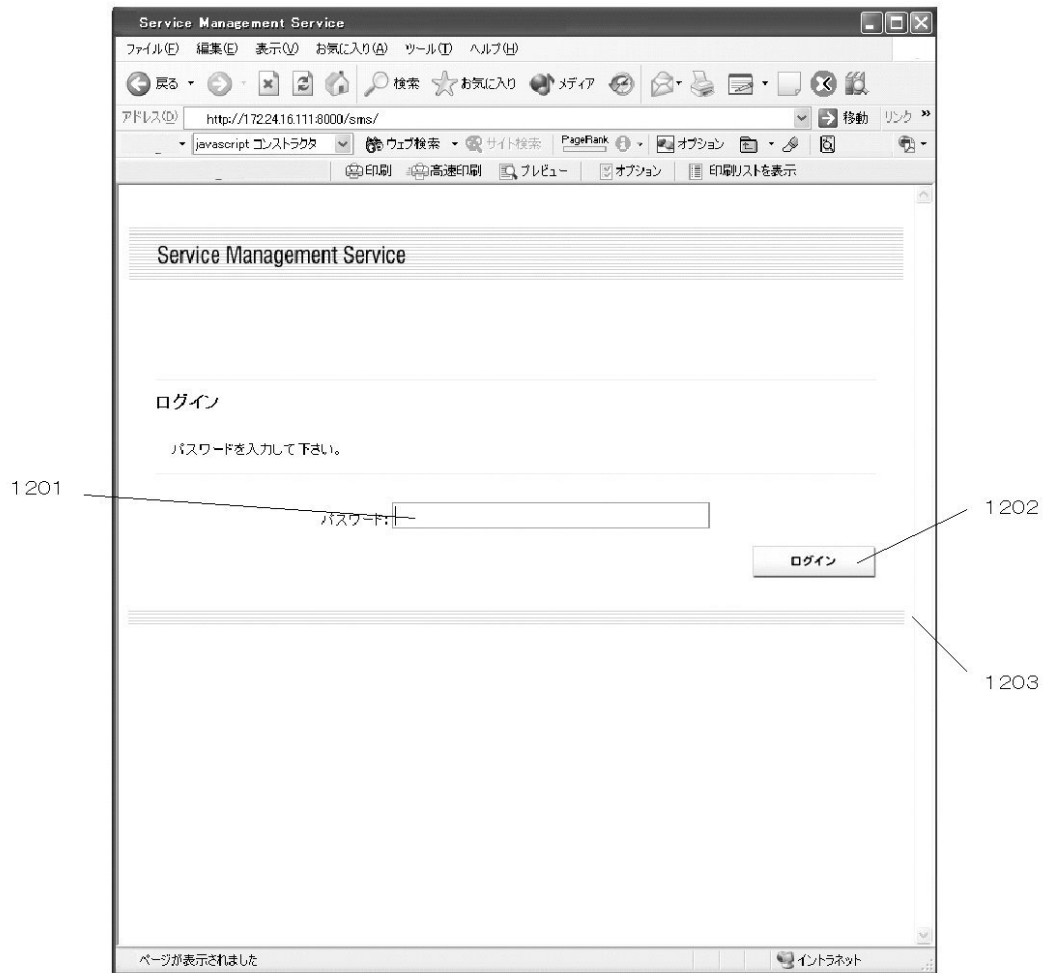 Service Management Service
ファイル(F) 編集(E) 表示(V) お気に入り(A) ツール(T) ヘルプ(H)
戻る 検索 お気に入り メディア
アドレス(D) http://172.24.16.111:8000/sms/ 移動 リンク »
javascript コンストラクタ ウェブ検索 サイト検索 PageRank オプション
印刷 高速印刷 プレビュー オプション 印刷リストを表示
Service Management Service
ログイン
パスワードを入力して下さい。
1201
パスワード:
1202
ログイン
1203
ページが表示されました イントラネット